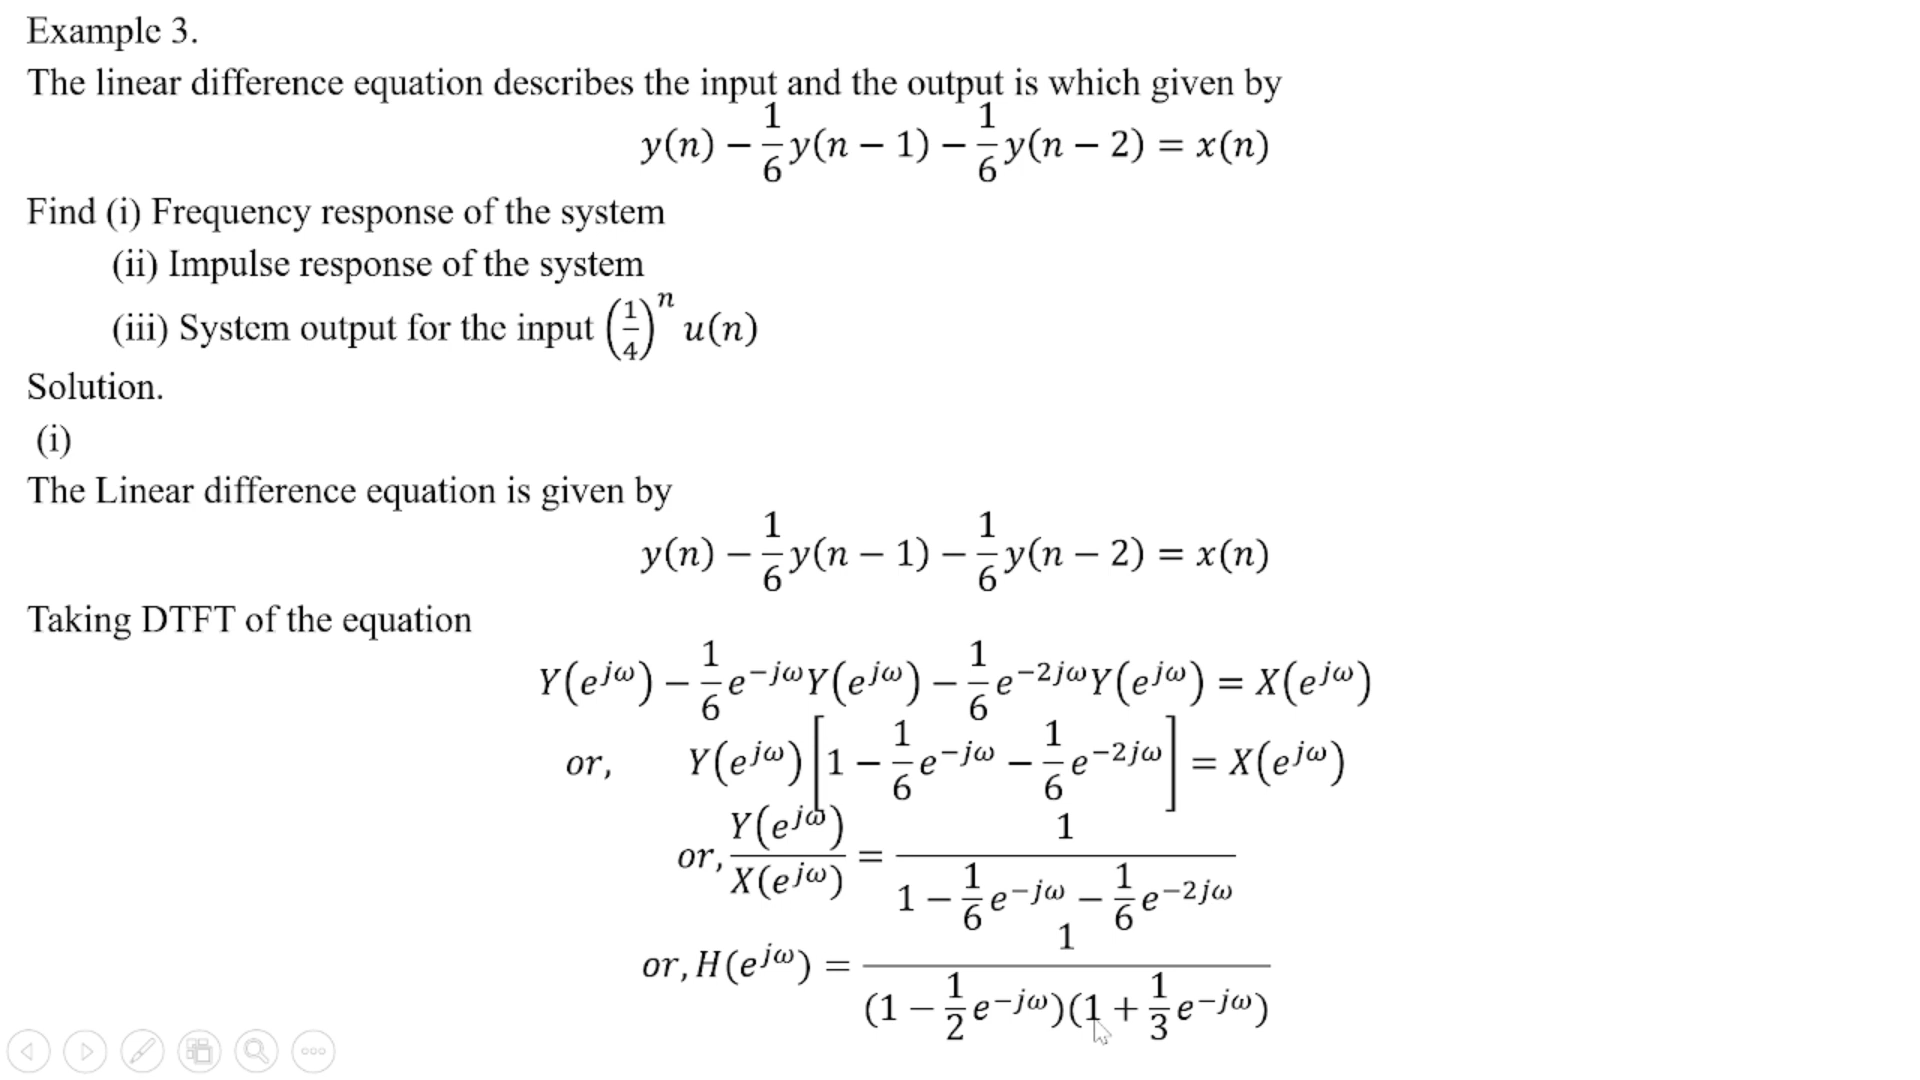 Example 3.
The linear difference equation describes the input and the output is which given by
y(n) − 1/6 y(n − 1) − 1/6 y(n − 2) = x(n)
Find (i) Frequency response of the system
(ii) Impulse response of the system
(iii) System output for the input (1/4)^n u(n)
Solution.
(i)
The Linear difference equation is given by
y(n) − 1/6 y(n − 1) − 1/6 y(n − 2) = x(n)
Taking DTFT of the equation
Y(e^{jω}) − 1/6 e^{−jω}Y(e^{jω}) − 1/6 e^{−2jω}Y(e^{jω}) = X(e^{jω})
or, Y(e^{jω}) [1 − 1/6 e^{−jω} − 1/6 e^{−2jω}] = X(e^{jω})
or, Y(e^{jω})/X(e^{jω}) = 1/(1 − 1/6 e^{−jω} − 1/6 e^{−2jω})
or, H(e^{jω}) = 1/((1 − 1/2 e^{−jω})(1 + 1/3 e^{−jω}))